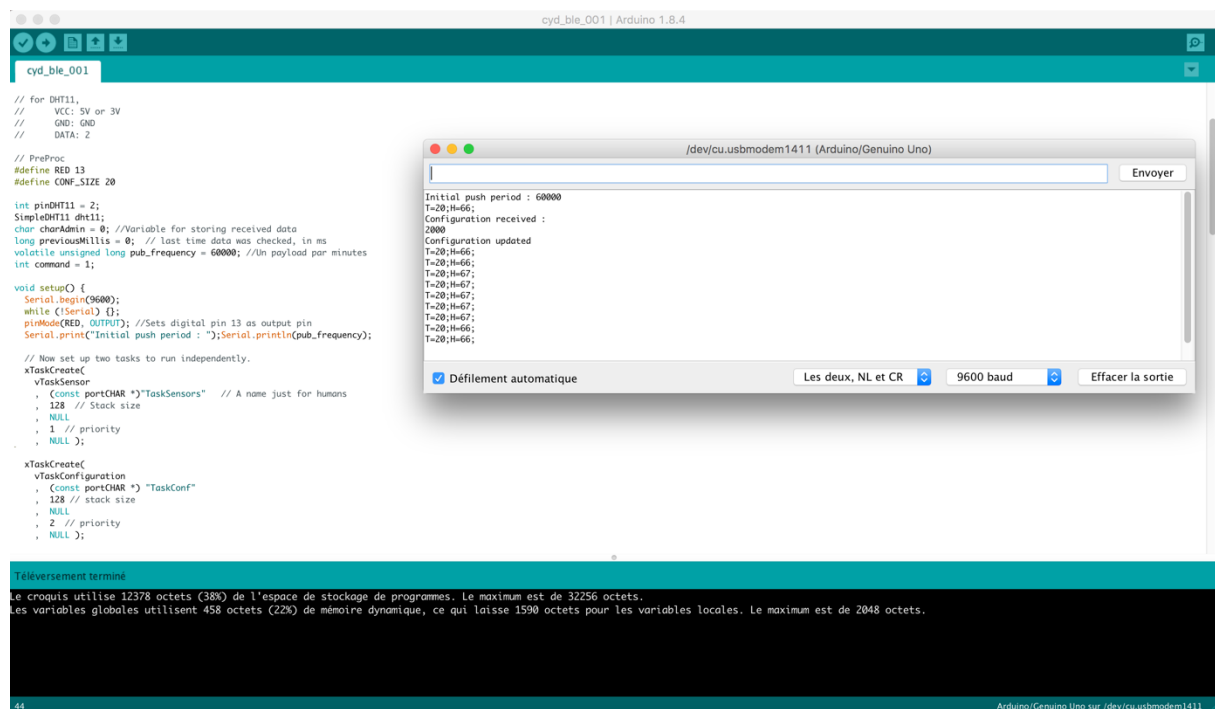 cyd_ble_001 | Arduino 1.8.4
cyd_ble_001
// for DHT11,
//      VCC: 5V or 3V
//      GND: GND
//      DATA: 2
// PreProc
#define RED 13
#define CONF_SIZE 20
int pinDHT11 = 2;
SimpleDHT11 dht11;
char charAdmin = 0; //Variable for storing received data
long previousMillis = 0;  // last time data was checked, in ms
volatile unsigned long pub_frequency = 60000; //Un payload par minutes
int command = 1;
void setup() {
  Serial.begin(9600);
  while (!Serial) {};
  pinMode(RED, OUTPUT); //Sets digital pin 13 as output pin
  Serial.print("Initial push period : ");Serial.println(pub_frequency);
  // Now set up two tasks to run independently.
  xTaskCreate(
    vTaskSensor
    ,  (const portCHAR *)"TaskSensors"   // A name just for humans
    ,  128  // Stack size
    ,  NULL
    ,  1  // priority
    ,  NULL );
  xTaskCreate(
    vTaskConfiguration
    ,  (const portCHAR *) "TaskConf"
    ,  128 // stack size
    ,  NULL
    ,  2  // priority
    ,  NULL );
/dev/cu.usbmodem1411 (Arduino/Genuino Uno)
Envoyer
Initial push period : 60000
T=20;H=66;
Configuration received :
2000
Configuration updated
T=20;H=66;
T=20;H=66;
T=20;H=67;
T=20;H=67;
T=20;H=67;
T=20;H=67;
T=20;H=67;
T=20;H=66;
T=20;H=66;
Défilement automatique
Les deux, NL et CR
9600 baud
Effacer la sortie
Téléversement terminé
Le croquis utilise 12378 octets (38%) de l'espace de stockage de programmes. Le maximum est de 32256 octets.
Les variables globales utilisent 458 octets (22%) de mémoire dynamique, ce qui laisse 1590 octets pour les variables locales. Le maximum est de 2048 octets.
44
Arduino/Genuino Uno sur /dev/cu.usbmodem1411